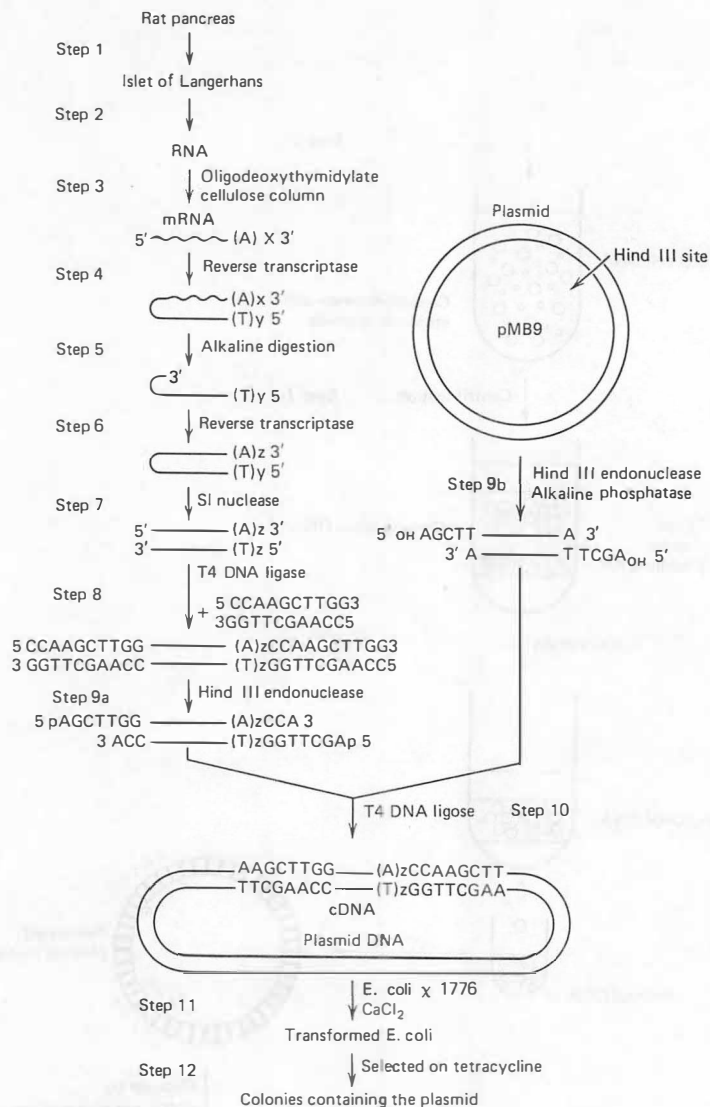 Rat pancreas
Step 1
Islet of Langerhans
Step 2
RNA
Step 3
Oligodeoxythymidylate
cellulose column
mRNA
5′ (A) X 3′
Step 4
Reverse transcriptase
(A)x 3′
(T)y 5′
Step 5
Alkaline digestion
3′
(T)y 5
Step 6
Reverse transcriptase
(A)z 3′
(T)y 5′
Step 7
SI nuclease
5′ (A)z 3′
3′ (T)z 5′
T4 DNA ligase
Step 8
+ 5 CCAAGCTTGG3
3GGTTCGAACC5
5 CCAAGCTTGG (A)zCCAAGCTTGG3
3 GGTTCGAACC (T)zGGTTCGAACC5
Step 9a
Hind III endonuclease
5 pAGCTTGG (A)zCCA 3
3 ACC (T)zGGTTCGAp 5
Plasmid
Hind III site
pMB9
Step 9b
Hind III endonuclease
Alkaline phosphatase
5′ OH AGCTT A 3′
3′ A T TCGAOH 5′
T4 DNA ligose
Step 10
AAGCTTGG (A)zCCAAGCTT
TTCGAACC (T)zGGTTCGAA
cDNA
Plasmid DNA
Step 11
E. coli χ 1776
CaCl₂
Transformed E. coli
Step 12
Selected on tetracycline
Colonies containing the plasmid